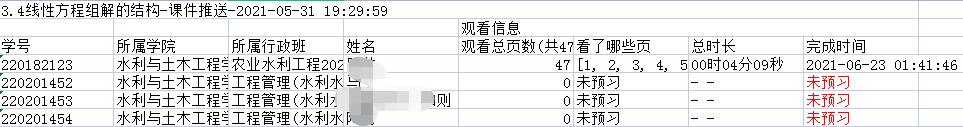 3.4线性方程组解的结构-课件推送-2021-05-31 19:29:59
观看信息
学号 所属学院 所属行政班 姓名 观看总页数(共47 看了哪些页 总时长 完成时间
220182123 水利与土木工程学 农业水利工程202 47 [1, 2, 3, 4, 5 00时04分09秒 2021-06-23 01:41:46
220201452 水利与土木工程学 工程管理(水利水 0 未预习 -- 未预习
220201453 水利与土木工程学 工程管理(水利水 则 0 未预习 -- 未预习
220201454 水利与土木工程学 工程管理(水利水 0 未预习 -- 未预习